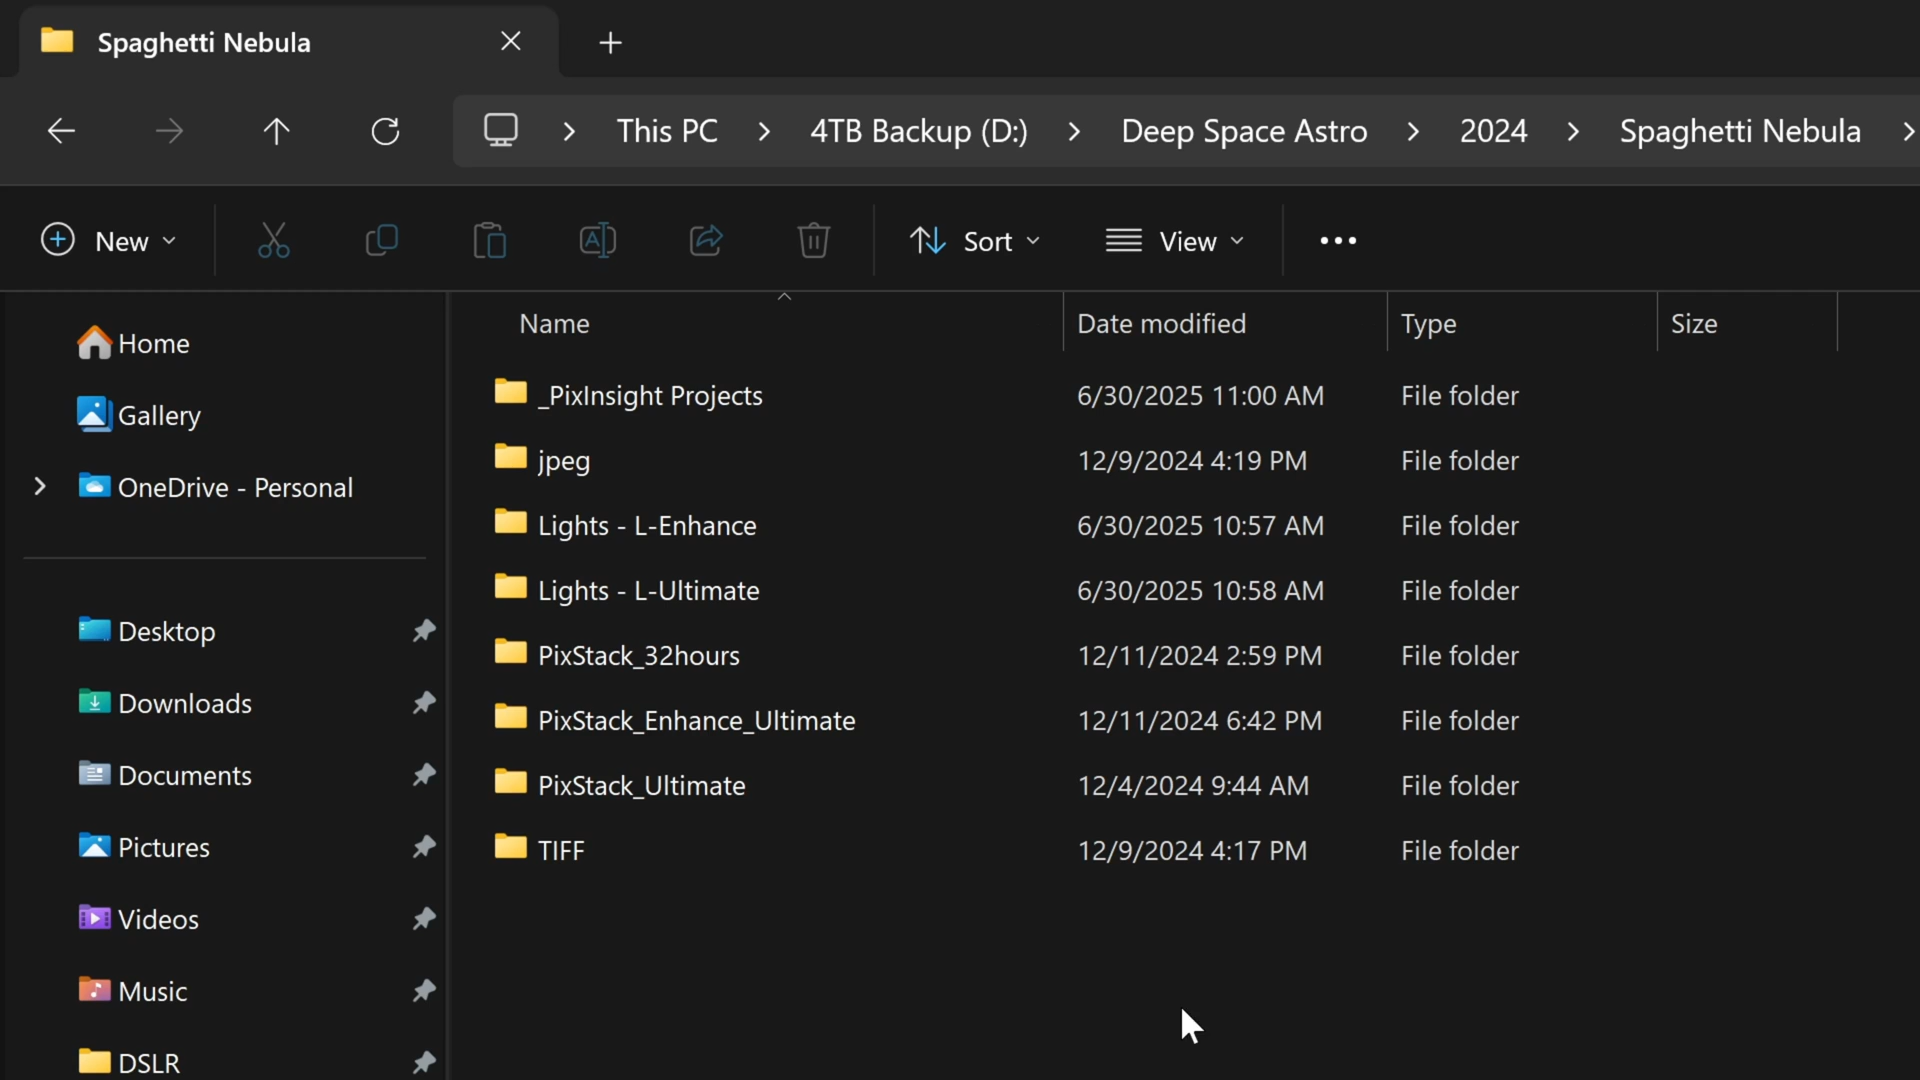 Spaghetti Nebula
This PC > 4TB Backup (D:) > Deep Space Astro > 2024 > Spaghetti Nebula >
New Sort View
Home
Gallery
OneDrive - Personal
Desktop
Downloads
Documents
Pictures
Videos
Music
DSLR
Name Date modified Type Size
_PixInsight Projects 6/30/2025 11:00 AM File folder
jpeg 12/9/2024 4:19 PM File folder
Lights - L-Enhance 6/30/2025 10:57 AM File folder
Lights - L-Ultimate 6/30/2025 10:58 AM File folder
PixStack_32hours 12/11/2024 2:59 PM File folder
PixStack_Enhance_Ultimate 12/11/2024 6:42 PM File folder
PixStack_Ultimate 12/4/2024 9:44 AM File folder
TIFF 12/9/2024 4:17 PM File folder